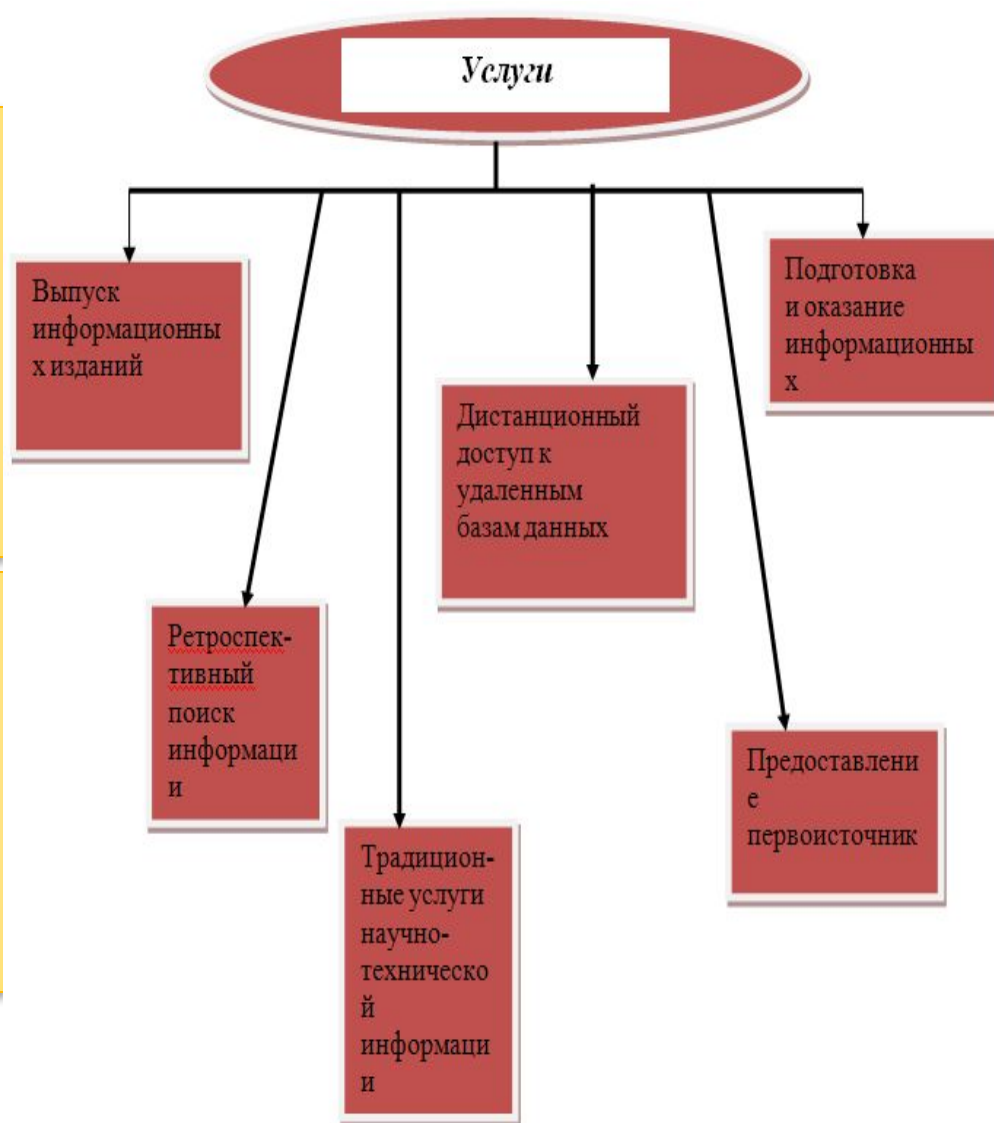 Услуги
Выпуск
информационны
х изданий
Подготовка
и оказание
информационны
х
Дистанционный
доступ к
удаленным
базам данных
Ретроспек-
тивный
поиск
информаци
и
Предоставлени
е
первоисточник
Традицион-
ные услуги
научно-
техническо
й
информаци
и